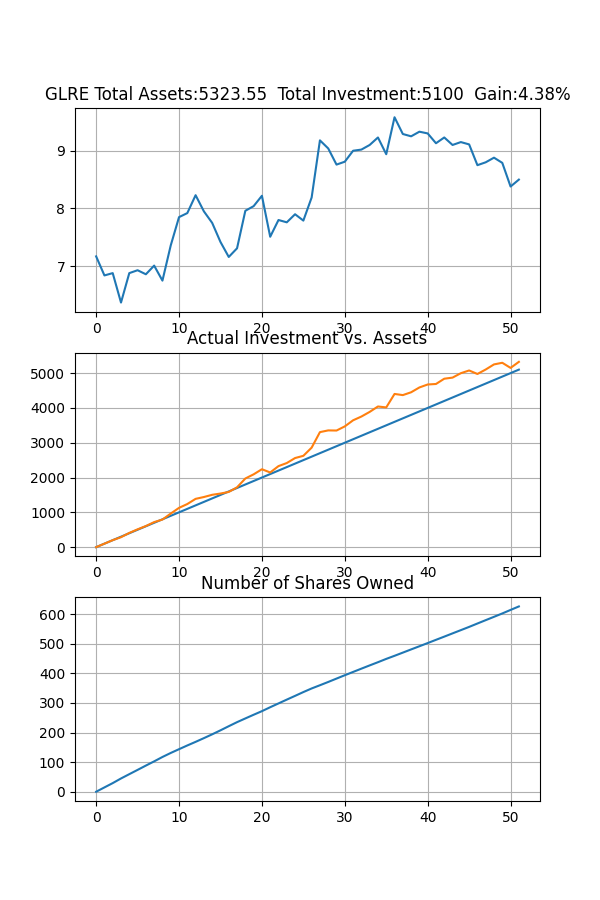 GLRE Total Assets:5323.55  Total Investment:5100  Gain:4.38%
9
8
7
0 10 20 30 40 50
Actual Investment vs. Assets
5000
4000
3000
2000
1000
0
0 10 20 30 40 50
Number of Shares Owned
600
500
400
300
200
100
0
0 10 20 30 40 50